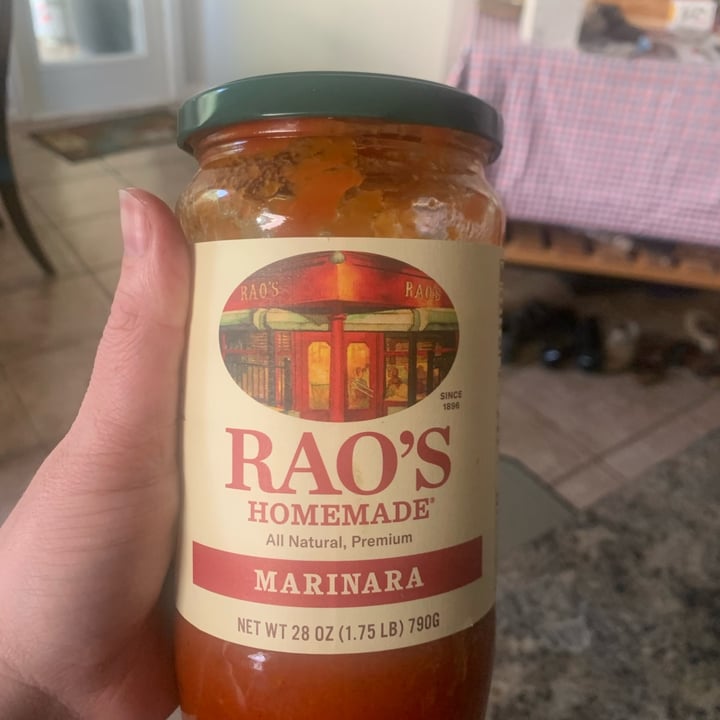 RAO'S RAO'S
SINCE
1896
RAO'S
HOMEMADE®
All Natural, Premium
MARINARA
NET WT 28 OZ (1.75 LB) 790G